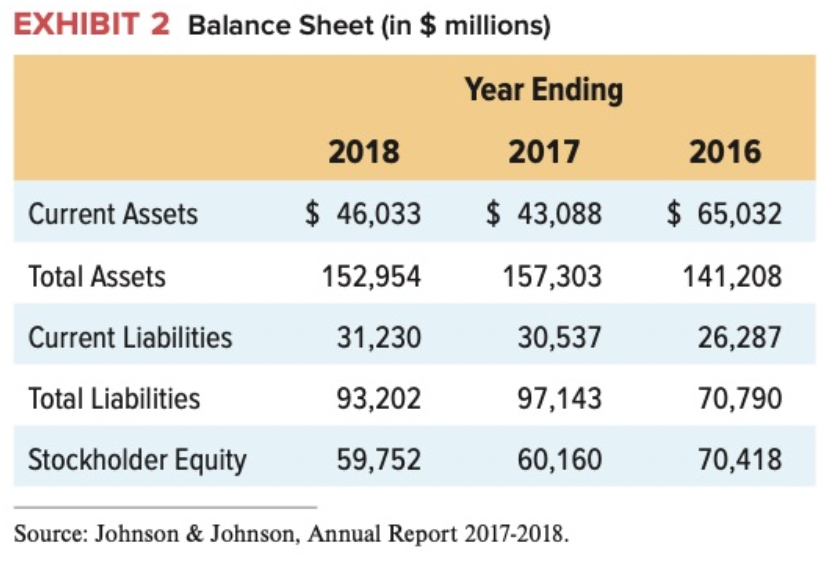 EXHIBIT 2 Balance Sheet (in $ millions)
Year Ending
2018 2017 2016
Current Assets $ 46,033 $ 43,088 $ 65,032
Total Assets 152,954 157,303 141,208
Current Liabilities 31,230 30,537 26,287
Total Liabilities 93,202 97,143 70,790
Stockholder Equity 59,752 60,160 70,418
Source: Johnson & Johnson, Annual Report 2017-2018.